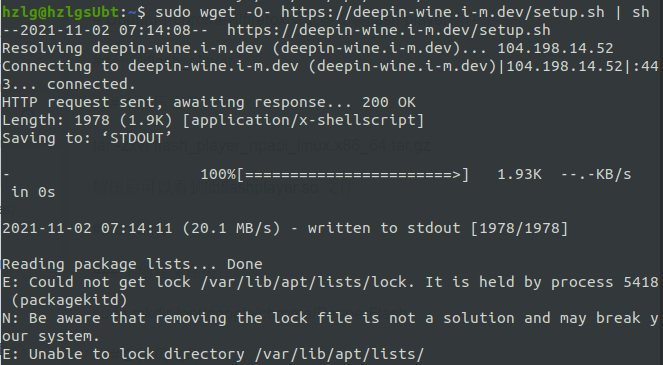 hzlg@hzlgsUbt:~$ sudo wget -O- https://deepin-wine.i-m.dev/setup.sh | sh
--2021-11-02 07:14:08--  https://deepin-wine.i-m.dev/setup.sh
Resolving deepin-wine.i-m.dev (deepin-wine.i-m.dev)... 104.198.14.52
Connecting to deepin-wine.i-m.dev (deepin-wine.i-m.dev)|104.198.14.52|:44
3... connected.
HTTP request sent, awaiting response... 200 OK
Length: 1978 (1.9K) [application/x-shellscript]
Saving to: ‘STDOUT’
-                   100%[=======================>]   1.93K  --.-KB/s
 in 0s
2021-11-02 07:14:11 (20.1 MB/s) - written to stdout [1978/1978]
Reading package lists... Done
E: Could not get lock /var/lib/apt/lists/lock. It is held by process 5418
 (packagekitd)
N: Be aware that removing the lock file is not a solution and may break y
our system.
E: Unable to lock directory /var/lib/apt/lists/